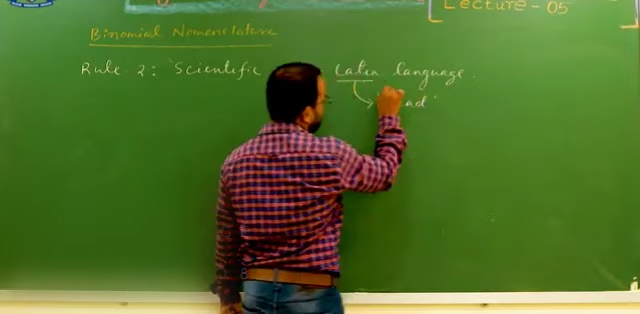 Lecture - 05
Binomial Nomenclature
Rule 2: Scientific Latin language.